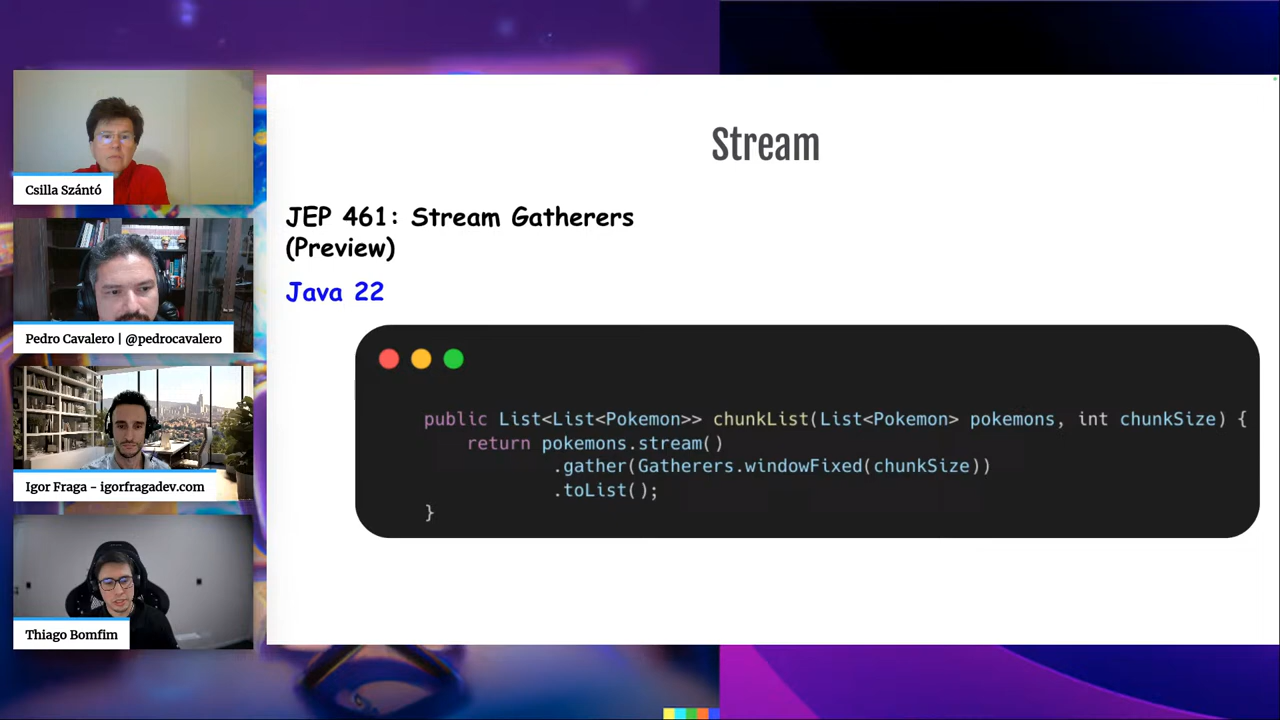 Stream
JEP 461: Stream Gatherers
(Preview)
Java 22
public List<List<Pokemon>> chunkList(List<Pokemon> pokemons, int chunkSize) {
return pokemons.stream()
.gather(Gatherers.windowFixed(chunkSize))
.toList();
}
Csilla Szántó
Pedro Cavalero | @pedrocavalero
Igor Fraga - igorfragadev.com
Thiago Bomfim